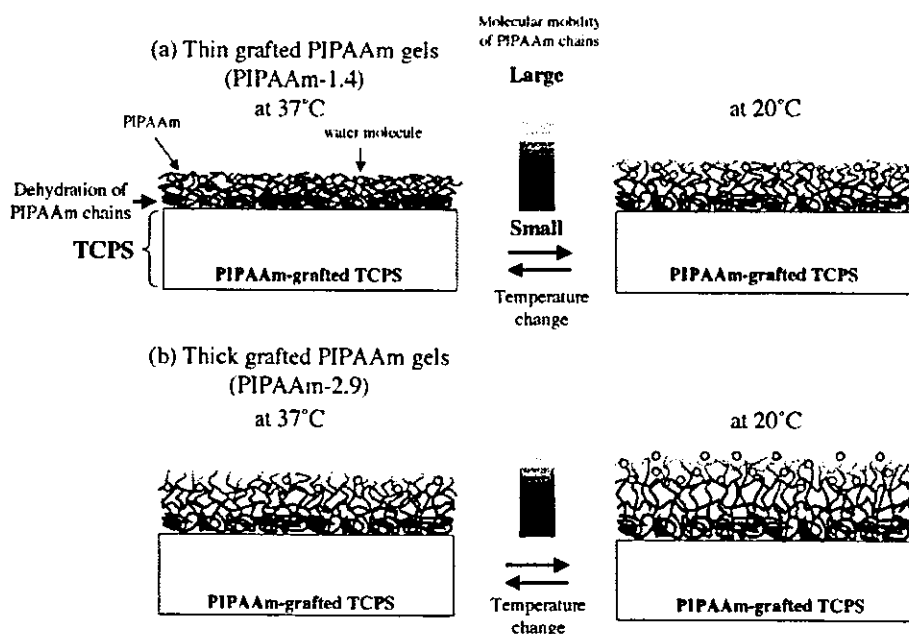 Molecular mobility
of PIPAAm chains
Large
(a) Thin grafted PIPAAm gels
(PIPAAm-1.4)
at 37°C
at 20°C
PIPAAm
water molecule
Dehydration of
PIPAAm chains
TCPS
Small
PIPAAm-grafted TCPS
PIPAAm-grafted TCPS
Temperature
change
(b) Thick grafted PIPAAm gels
(PIPAAm-2.9)
at 37°C
at 20°C
PIPAAm-grafted TCPS
PIPAAm-grafted TCPS
Temperature
change